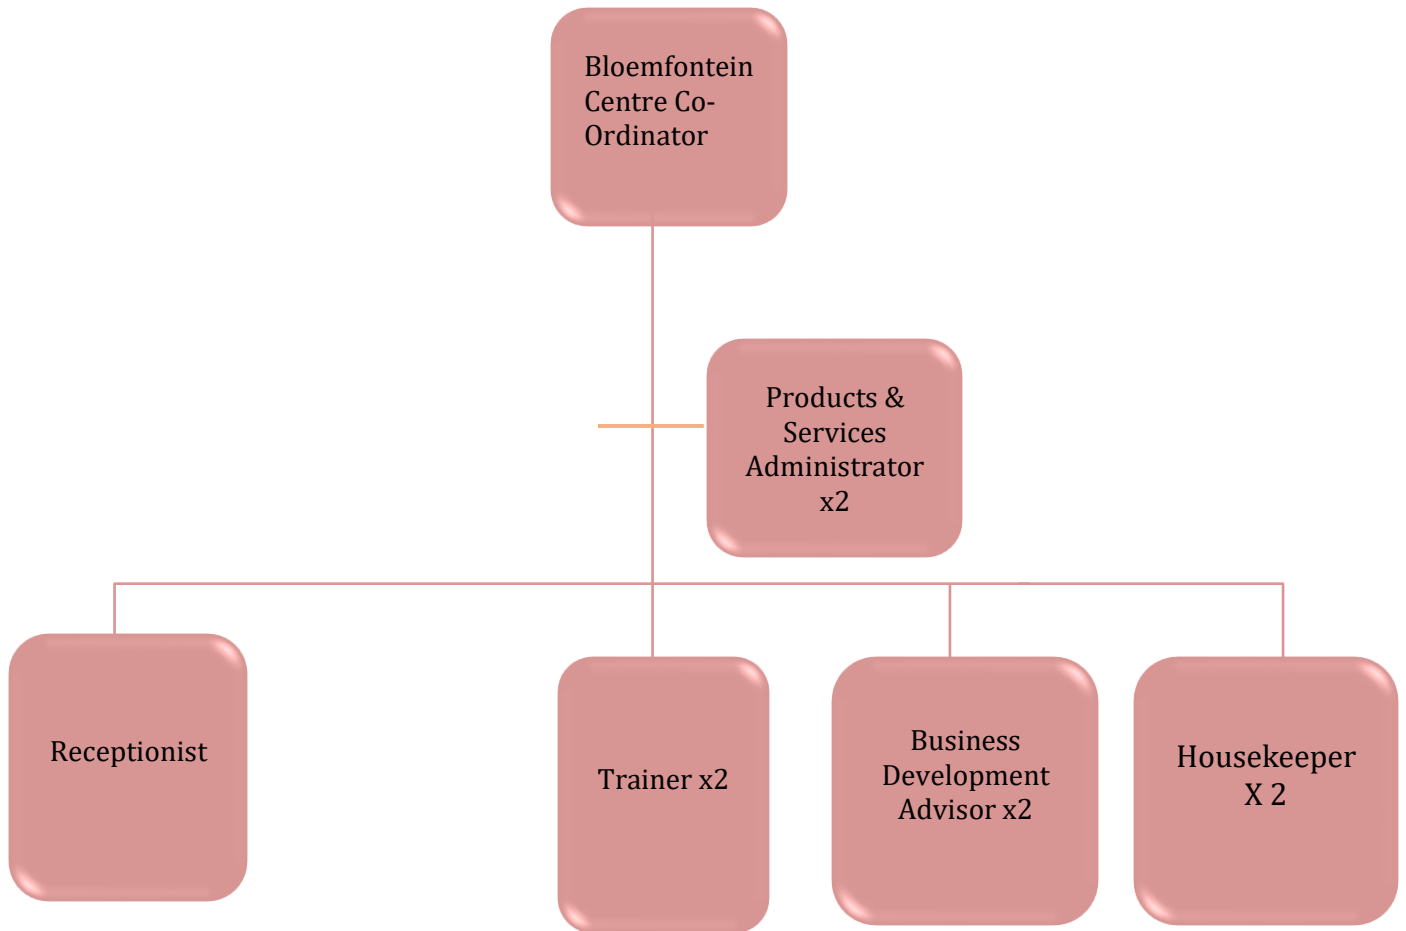 Bloemfontein
Centre Co-
Ordinator
Products &
Services
Administrator
x2
Receptionist
Trainer x2
Business
Development
Advisor x2
Housekeeper
X 2